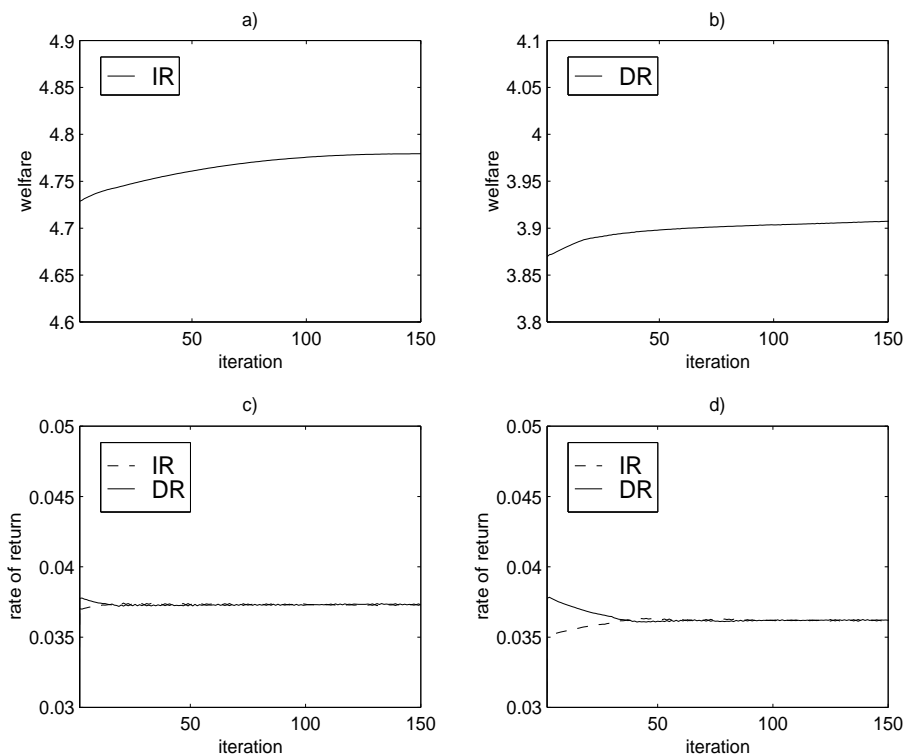 a)
4.9
4.85
4.8
4.75
4.7
4.65
4.6
welfare
IR
50
100
150
iteration
b)
4.1
4.05
4
3.95
3.9
3.85
3.8
welfare
DR
50
100
150
iteration
c)
0.05
0.045
0.04
0.035
0.03
rate of return
IR
DR
50
100
150
iteration
d)
0.05
0.045
0.04
0.035
0.03
rate of return
IR
DR
50
100
150
iteration